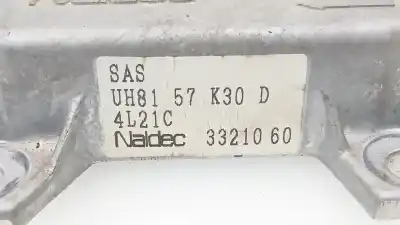 SAS
UH81 57 K30 D
4L21C
Naldec 3321060